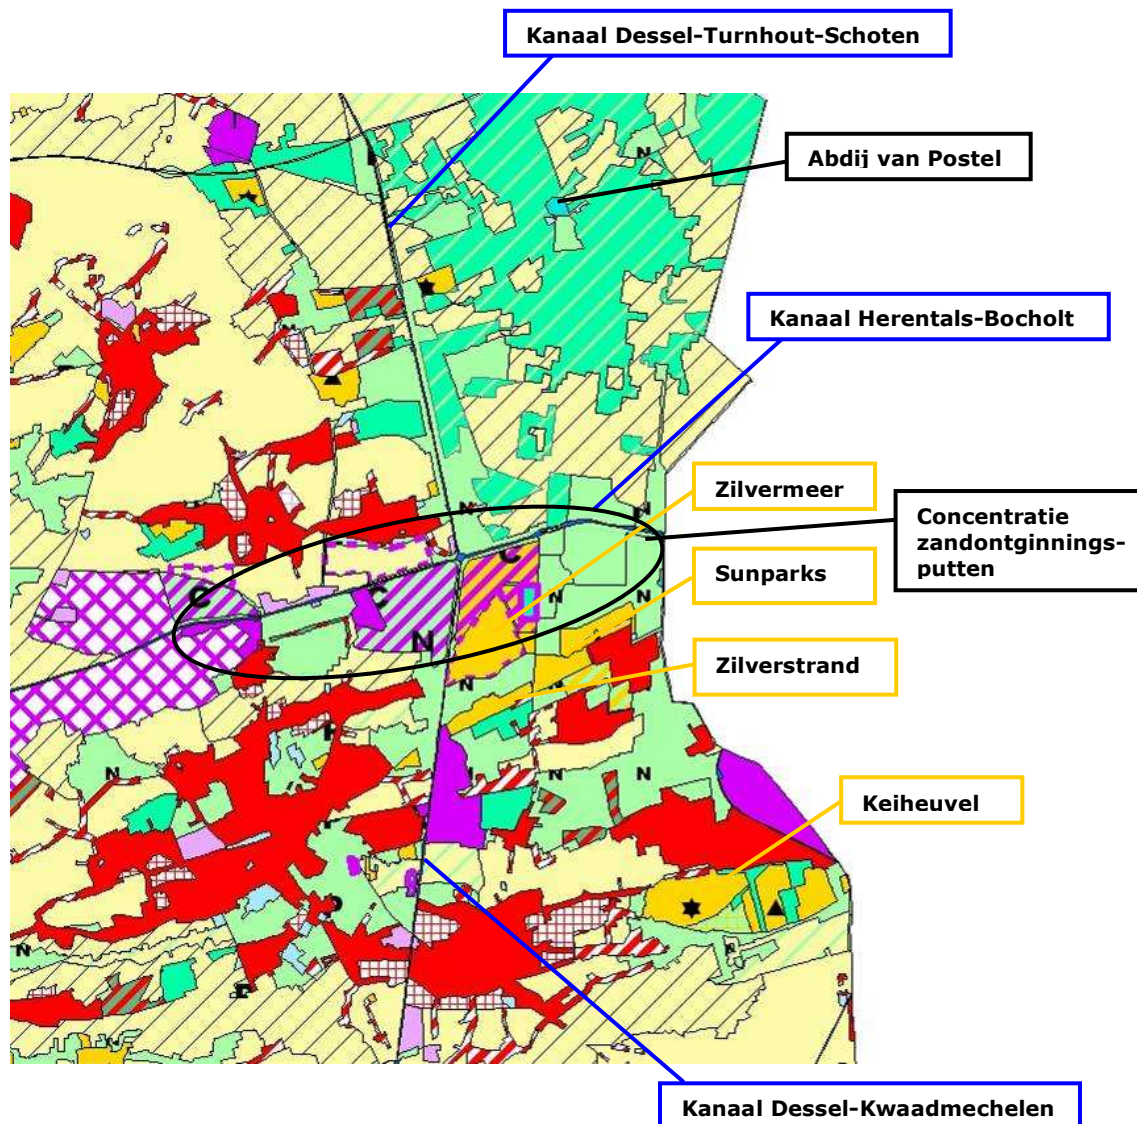 Kanaal Dessel-Turnhout-Schoten
Abdij van Postel
Kanaal Herentals-Bocholt
Zilvermeer
Concentratie
zandontginnings-
putten
Sunparks
Zilverstrand
Keiheuvel
Kanaal Dessel-Kwaadmechelen
N
N
N
C
C
C
N
N
N
N
N
N
N
N
N